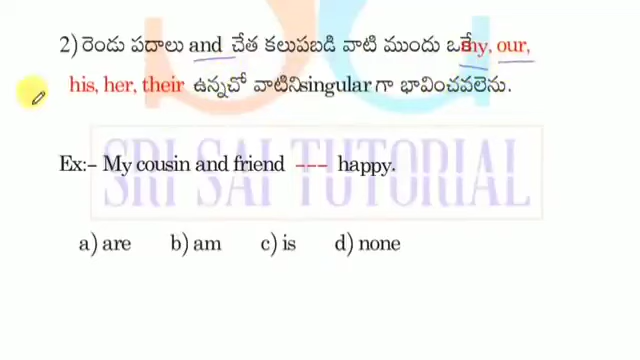 2) రెండు పదాలు and చేత కలుపబడి వాటి ముందు ఒకే my, our,
his, her, their ఉన్నచో వాటిని singular గా భావించవలెను.
SRI SAI TUTORIAL
Ex:– My cousin and friend --- happy.
a) are b) am c) is d) none